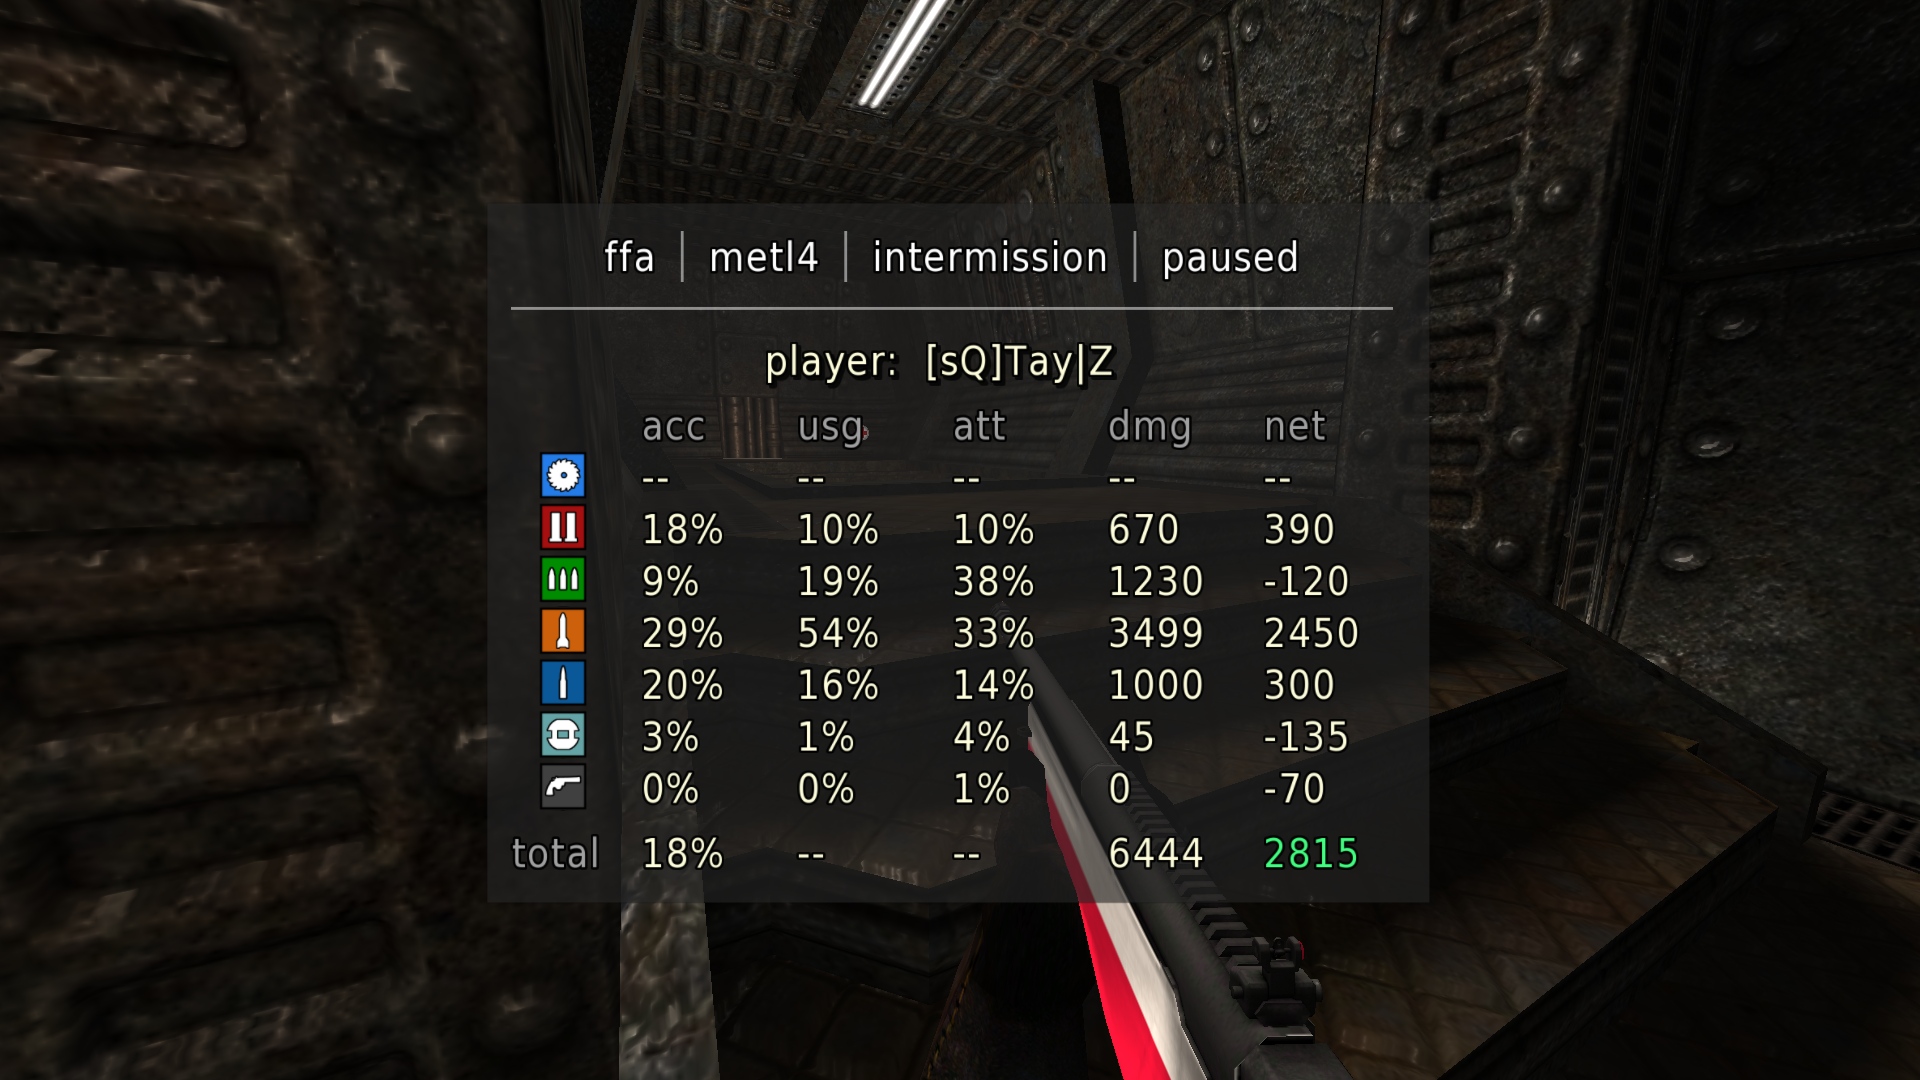 ffa | metl4 | intermission | paused
player: [sQ]Tay|Z
acc usg att dmg net
-- -- -- -- --
18% 10% 10% 670 390
9% 19% 38% 1230 -120
29% 54% 33% 3499 2450
20% 16% 14% 1000 300
3% 1% 4% 45 -135
0% 0% 1% 0 -70
total 18% -- -- 6444 2815